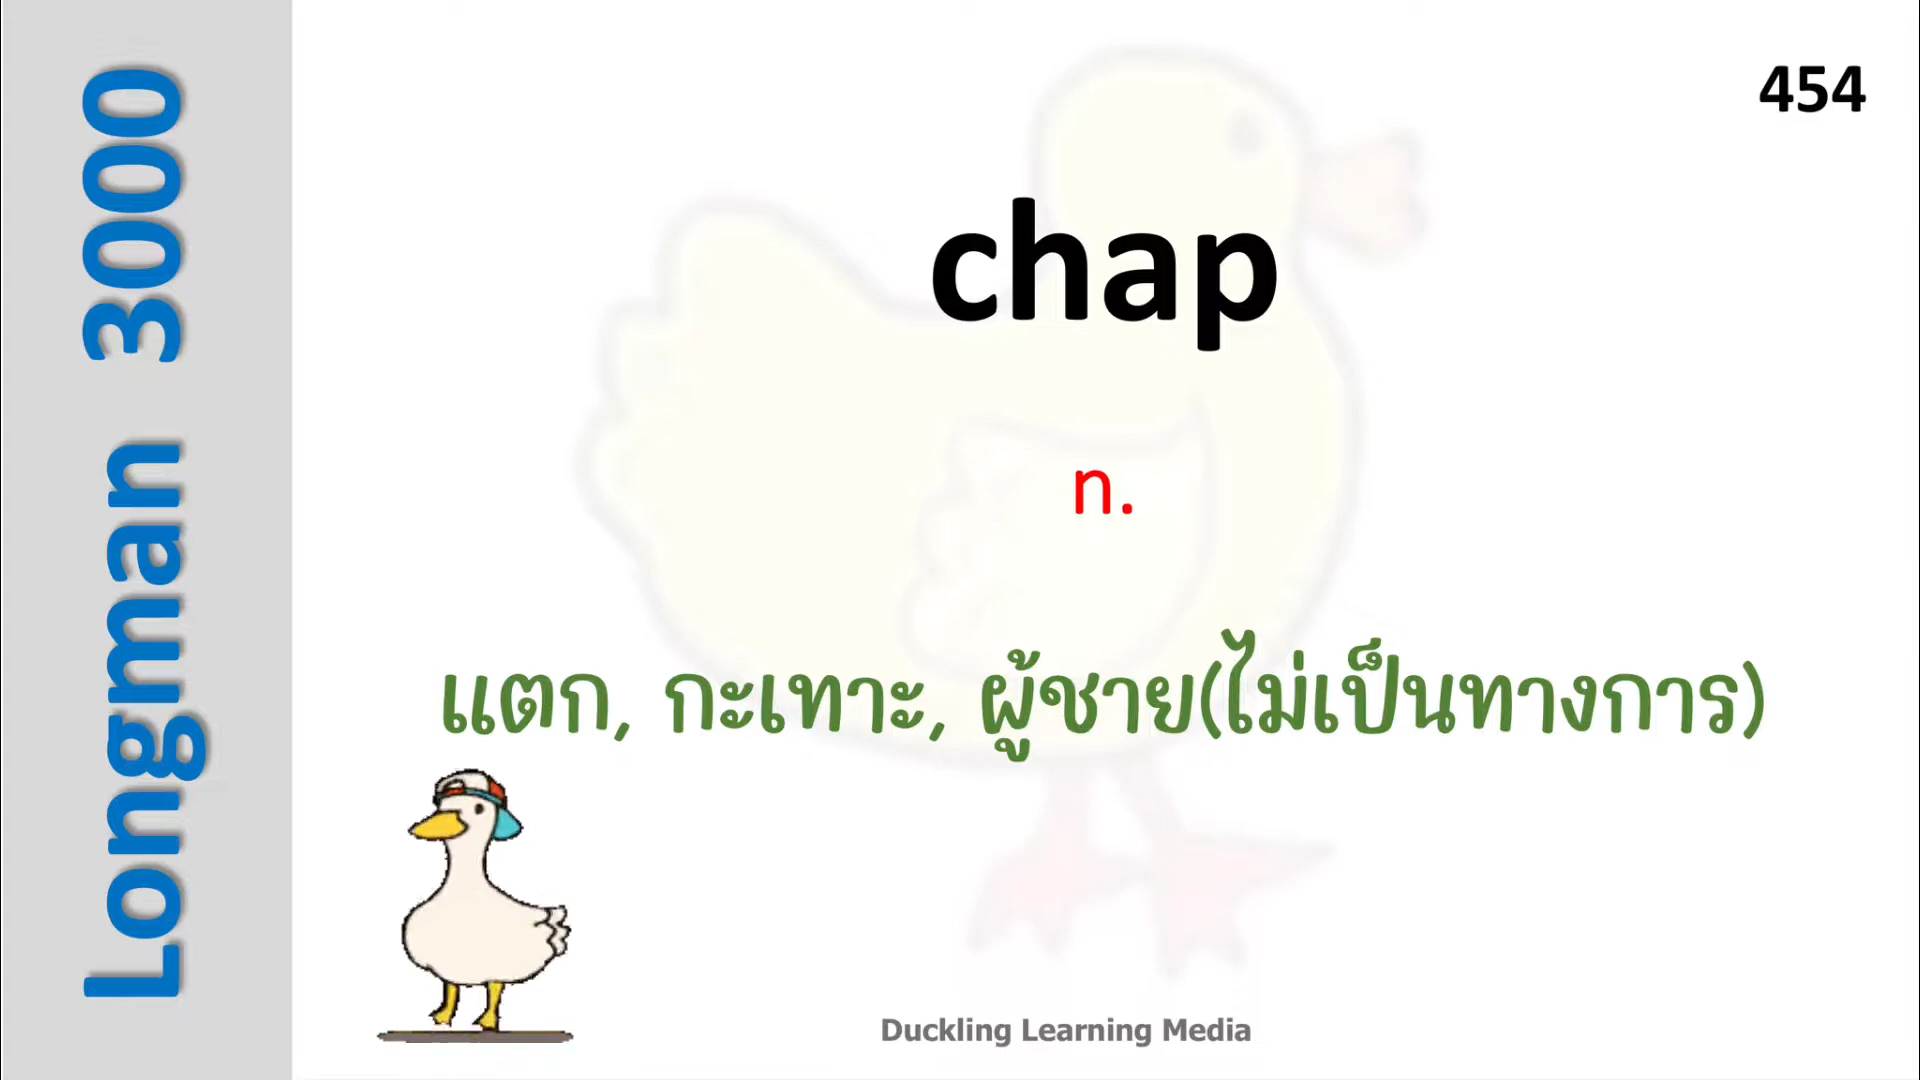 Longman 3000
454
chap
n.
แตก, กะเทาะ, ผู้ชาย(ไม่เป็นทางการ)
Duckling Learning Media